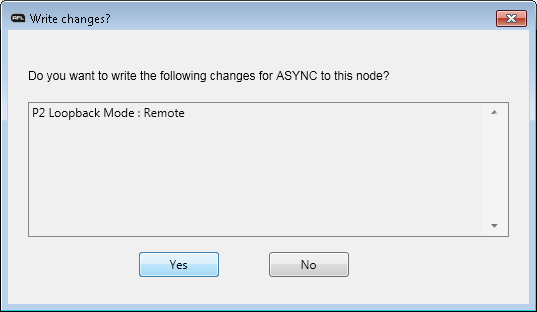 AFL Write changes?
Do you want to write the following changes for ASYNC to this node?
P2 Loopback Mode : Remote
Yes No